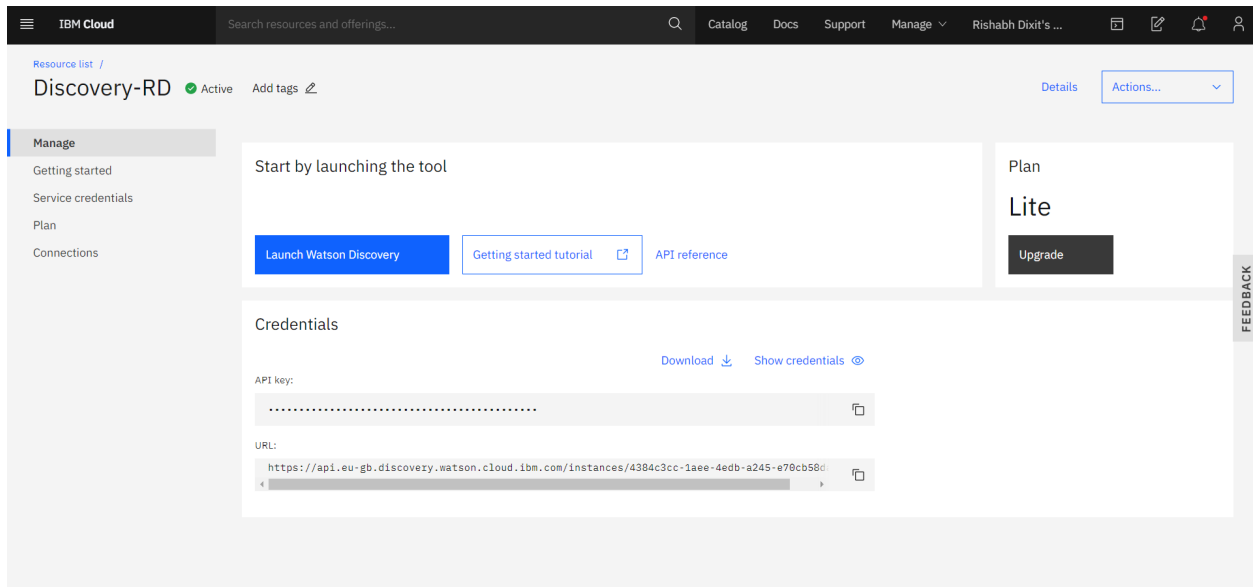 IBM Cloud Search resources and offerings... Catalog Docs Support Manage Rishabh Dixit's ...
Resource list /
Discovery-RD Active Add tags Details Actions...
Manage
Getting started
Service credentials
Plan
Connections
Start by launching the tool
Launch Watson Discovery Getting started tutorial API reference
Plan
Lite
Upgrade
FEEDBACK
Credentials
Download Show credentials
API key:
••••••••••••••••••••••••••••••••••••••••••••
URL:
https://api.eu-gb.discovery.watson.cloud.ibm.com/instances/4384c3cc-1aee-4edb-a245-e70cb58d